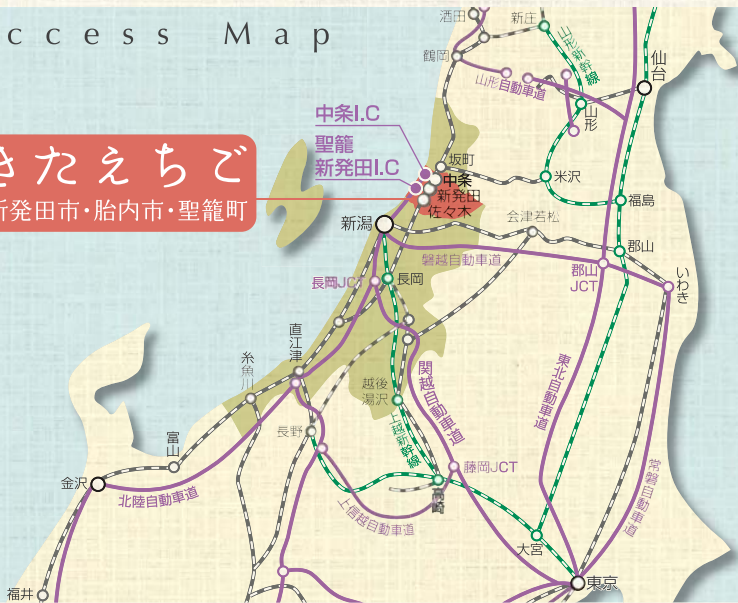 ccess Map
きたえちご
新発田市・胎内市・聖籠町
中条I.C
聖籠
新発田I.C
酒田
新庄
鶴岡
山形新幹線
山形自動車道
仙台
山形
坂町
中条
新発田
佐々木
米沢
福島
新潟
会津若松
郡山
磐越自動車道
郡山
JCT
いわき
長岡JCT
長岡
直江津
糸魚川
越後
湯沢
関越自動車道
東北自動車道
上越新幹線
長野
富山
金沢
北陸自動車道
藤岡JCT
高崎
上信越自動車道
常磐自動車道
大宮
東京
福井